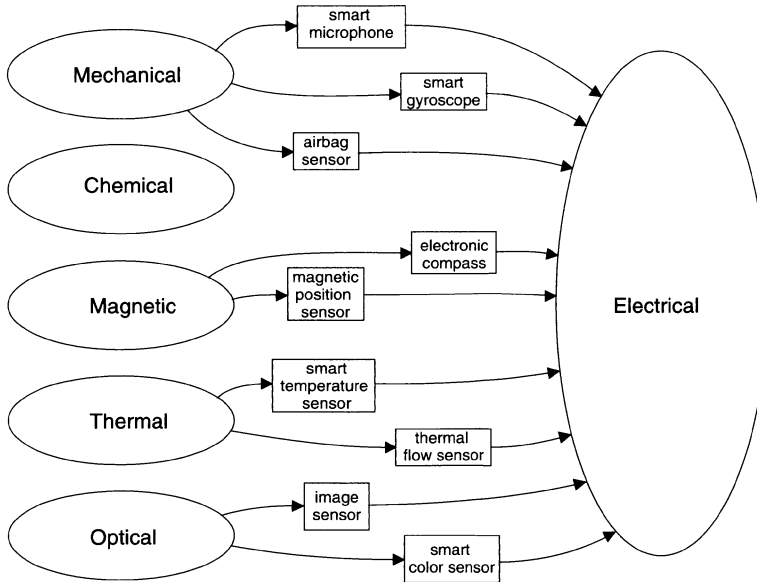 smart
microphone
Mechanical
smart
gyroscope
airbag
sensor
Chemical
electronic
compass
magnetic
position
sensor
Magnetic
Electrical
smart
temperature
sensor
Thermal
thermal
flow sensor
image
sensor
Optical
smart
color sensor